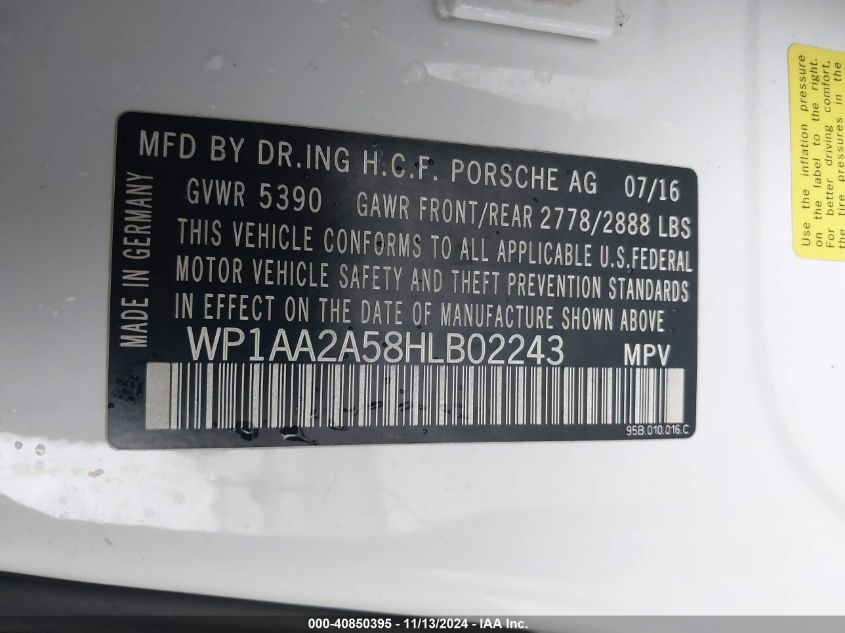 MFD BY DR.ING H.C.F. PORSCHE AG 07/16
GVWR 5390 GAWR FRONT/REAR 2778/2888 LBS
THIS VEHICLE CONFORMS TO ALL APPLICABLE U.S.FEDERAL
MOTOR VEHICLE SAFETY AND THEFT PREVENTION STANDARDS
IN EFFECT ON THE DATE OF MANUFACTURE SHOWN ABOVE
WP1AA2A58HLB02243 MPV
95B.010.016.C
MADE IN GERMANY
Use the inflation pressure
on the label to the right.
For better driving comfort,
the tire pressures in the
000-40850395 - 11/13/2024 - IAA Inc.